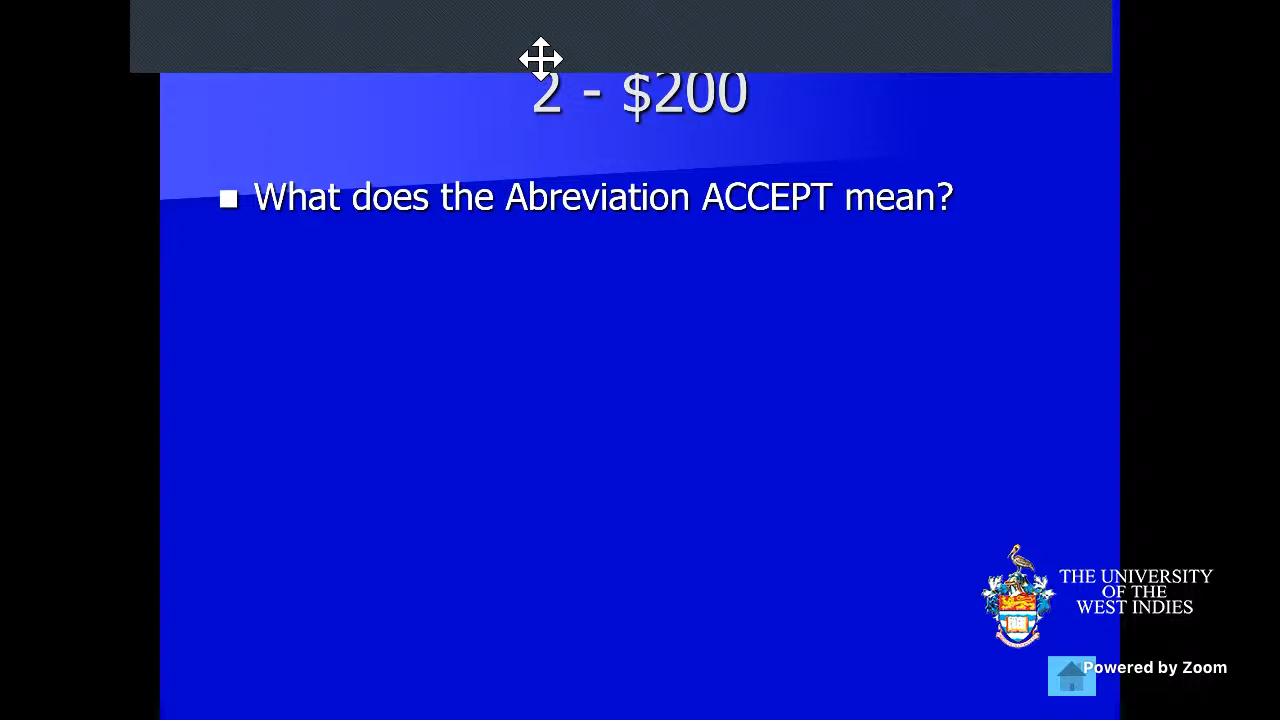 2 - $200
What does the Abreviation ACCEPT mean?
THE UNIVERSITY
OF THE
WEST INDIES
Powered by Zoom